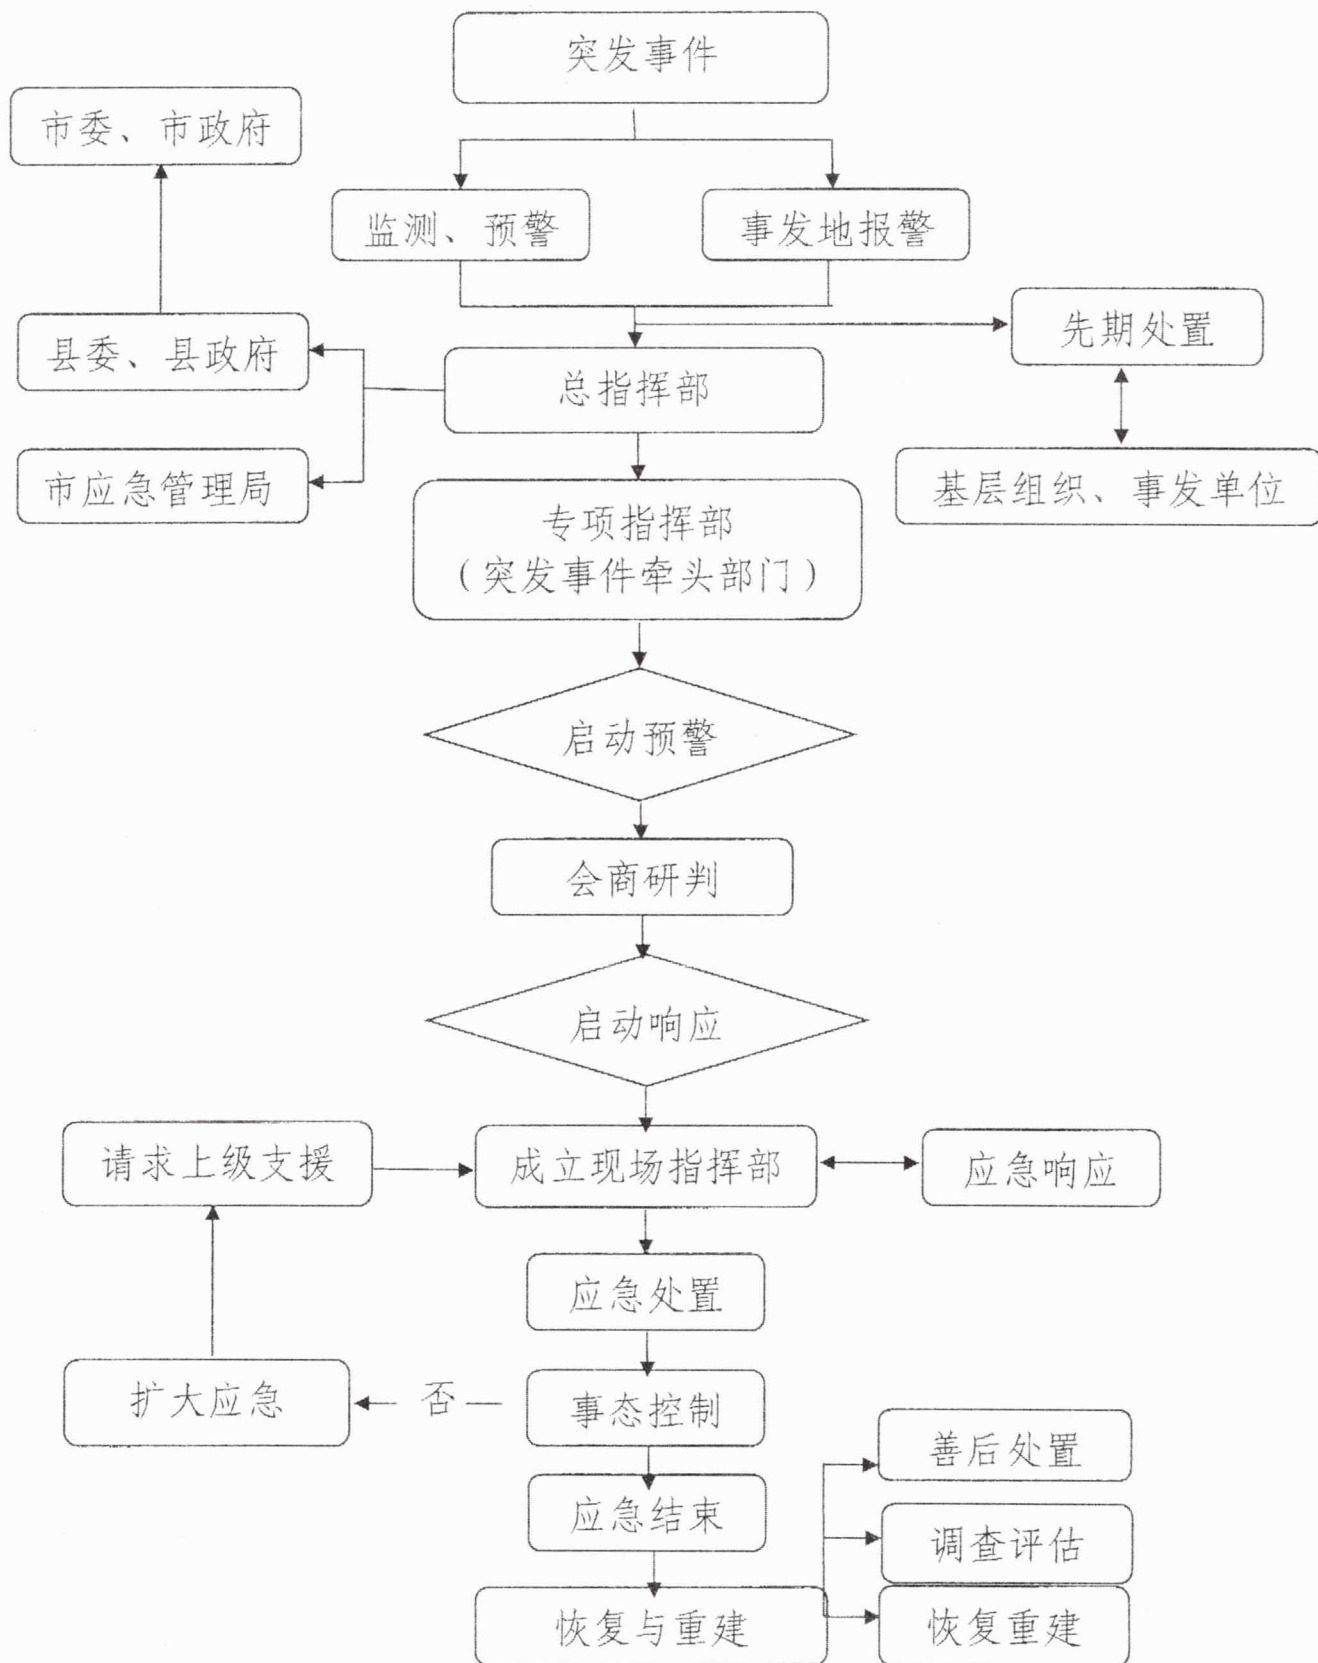 突发事件
市委、市政府
监测、预警
事发地报警
先期处置
县委、县政府
总指挥部
市应急管理局
基层组织、事发单位
专项指挥部
（突发事件牵头部门）
启动预警
会商研判
启动响应
请求上级支援
成立现场指挥部
应急响应
应急处置
扩大应急
否
事态控制
善后处置
应急结束
调查评估
恢复与重建
恢复重建